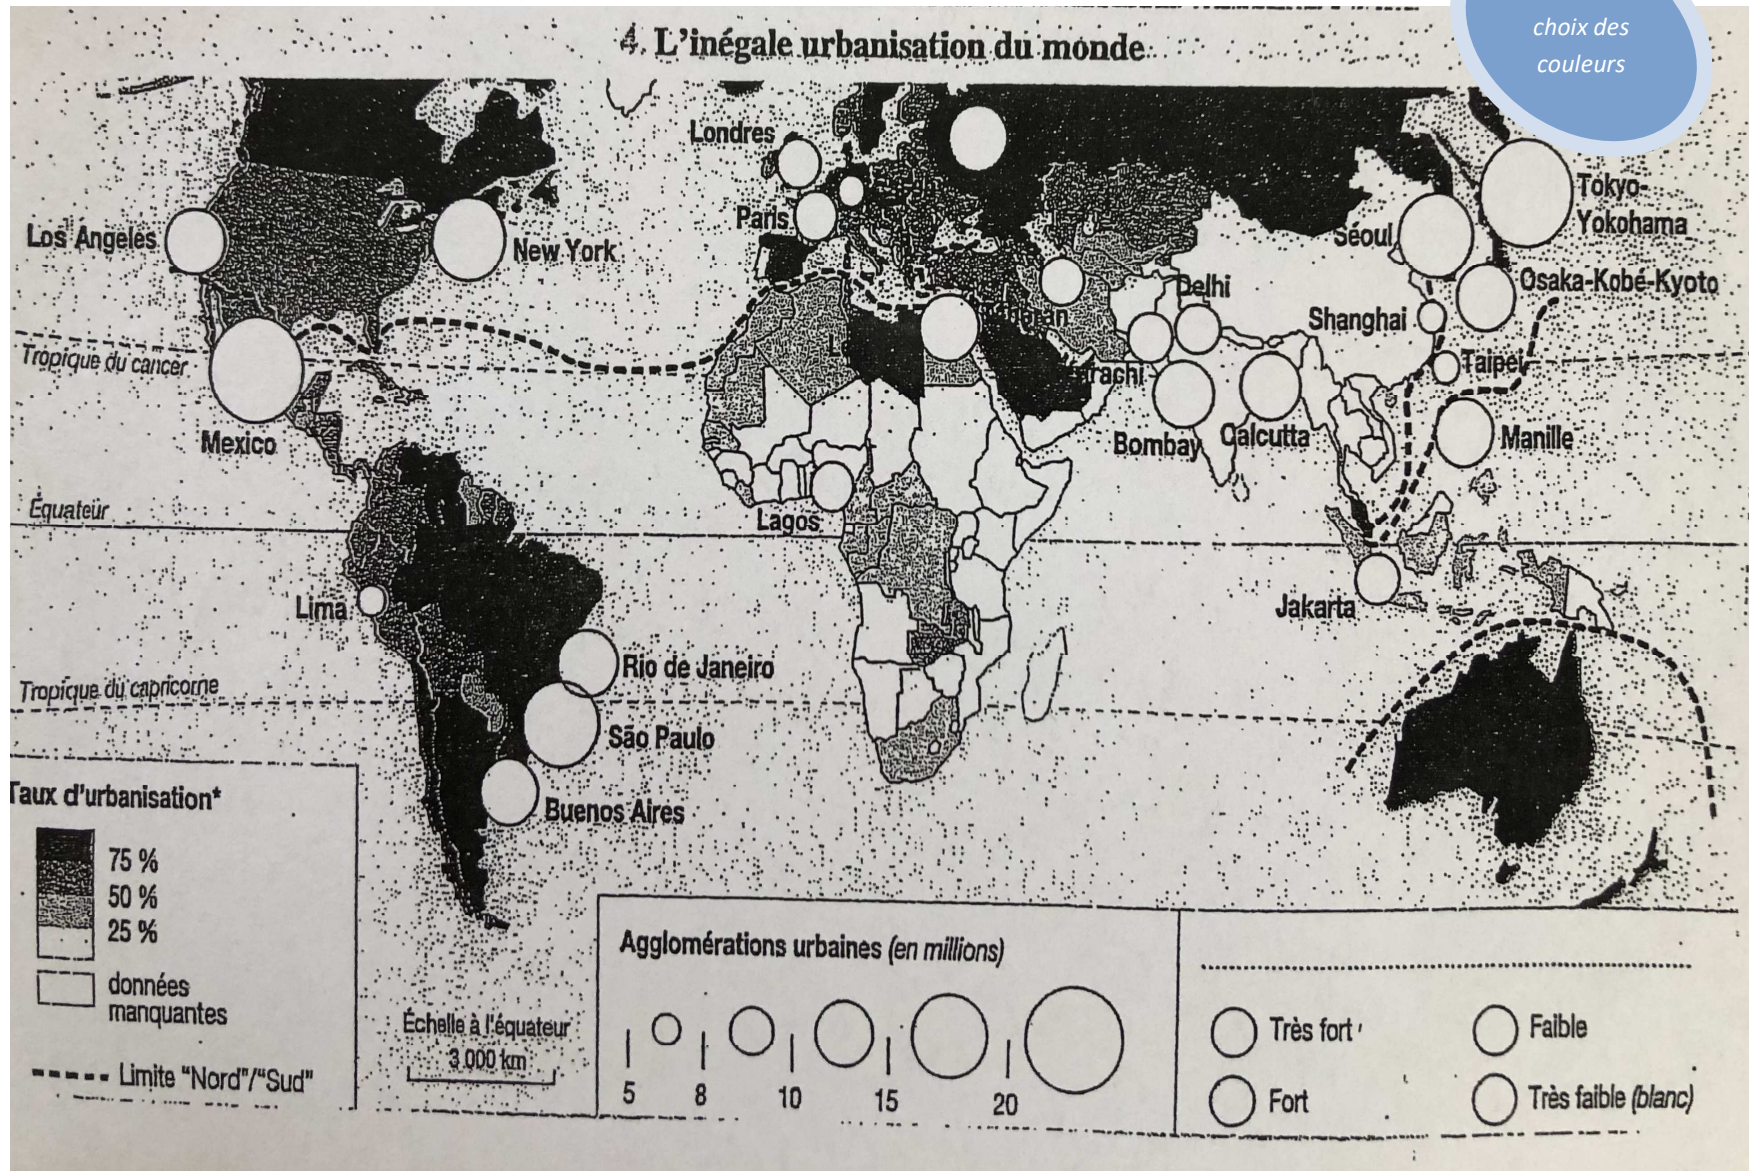 choix des
couleurs
4. L'inégale urbanisation du monde
Londres
Paris
Los Angeles
New York
Mexico
Tropique du cancer
Équateur
Lima
Tropique du capricorne
Rio de Janeiro
São Paulo
Buenos Aires
Lagos
Delhi
Bombay
Calcutta
Séoul
Tokyo-
Yokohama
Osaka-Kobé-Kyoto
Shanghai
Taipei
Manille
Jakarta
Taux d'urbanisation*
75 %
50 %
25 %
données
manquantes
Limite "Nord"/"Sud"
Échelle à l'équateur
3 000 km
Agglomérations urbaines (en millions)
5 8 10 15 20
Très fort
Faible
Fort
Très faible (blanc)